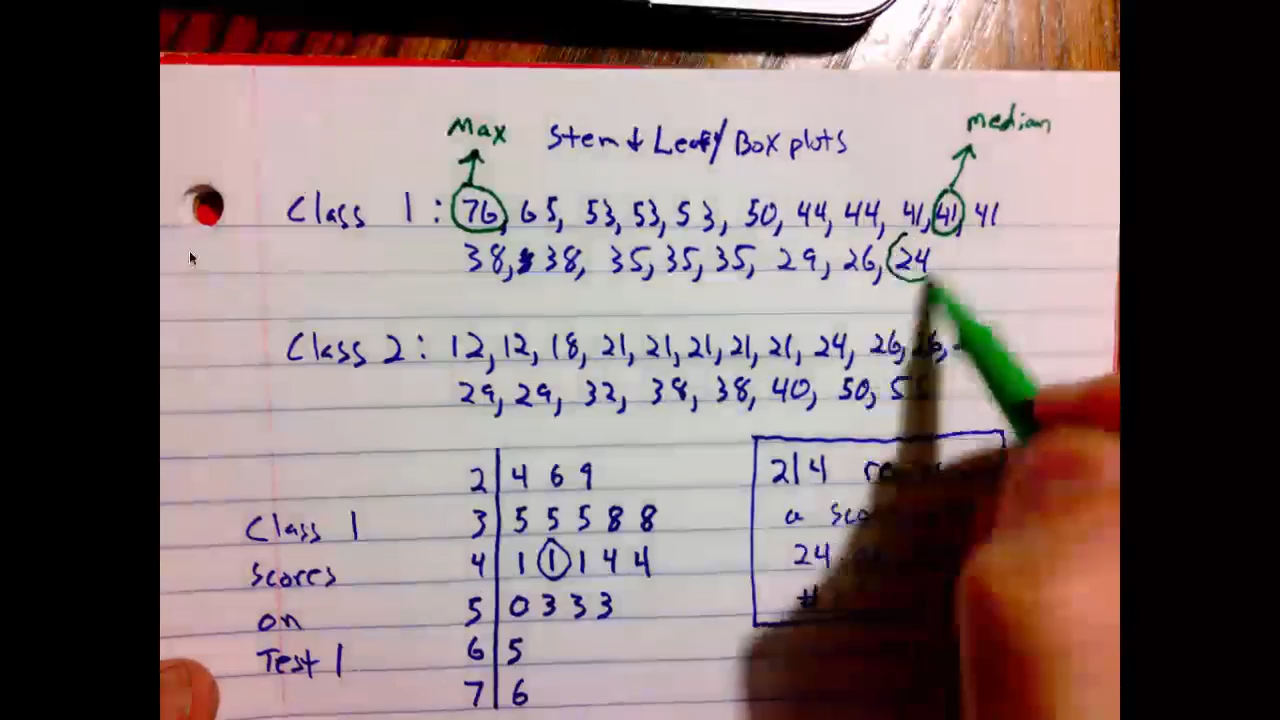 Max
median
Stem & Leaf/Box plots
Class 1: 76, 65, 53, 53, 53, 50, 44, 44, 41, 41, 41
38, 38, 35, 35, 35, 29, 26, 24
Class 2: 12, 12, 18, 21, 21, 21, 21, 21, 24, 26, 26,
29, 29, 32, 38, 38, 40, 50,
2 | 4 6 9
Class 1 3 | 5 5 5 8 8
scores 4 | 1 1 1 4 4
on 5 | 0 3 3 3
Test 1 6 | 5
7 | 6
2|4
a
24